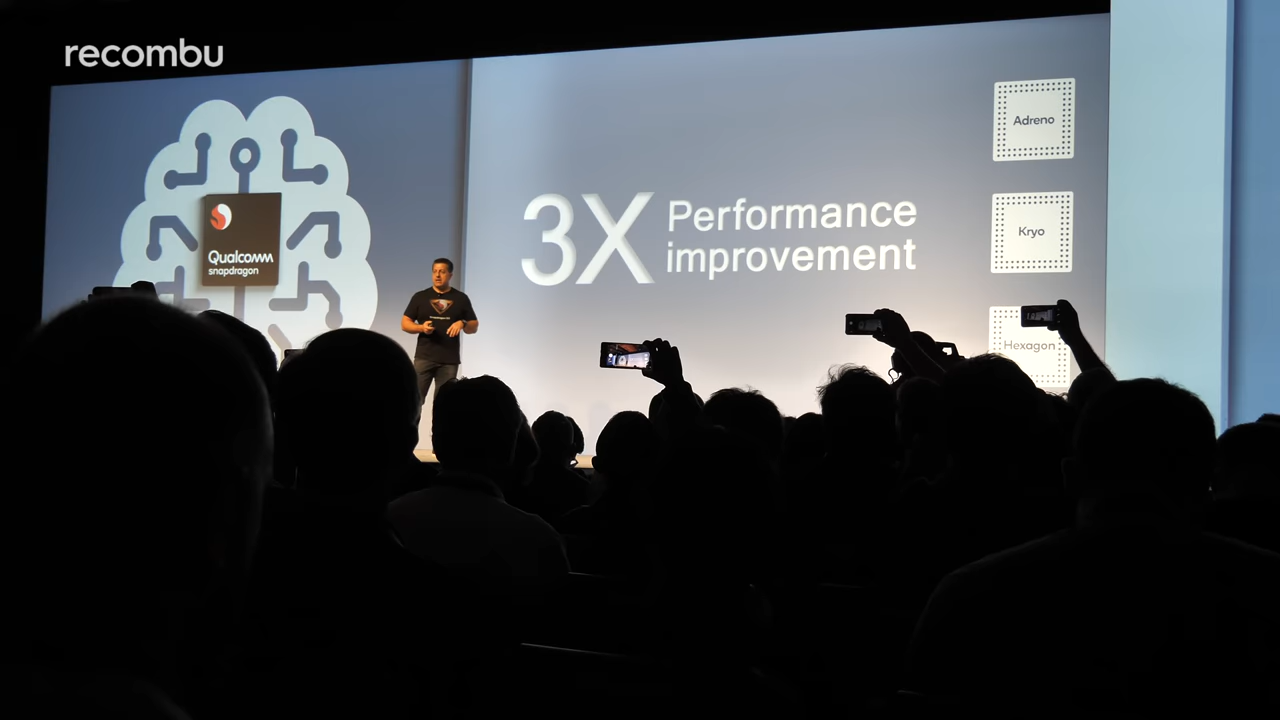 recombu
Qualcomm
snapdragon
3X
Performance
improvement
Adreno
Kryo
Hexagon